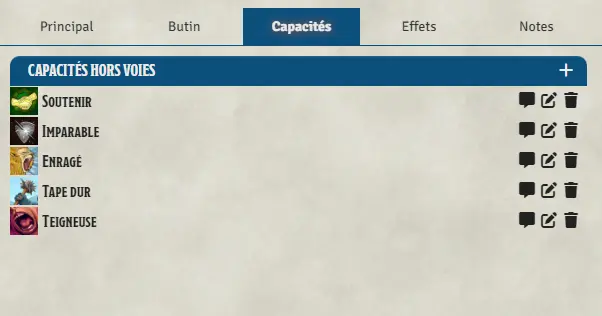 Principal Butin Capacités Effets Notes
CAPACITÉS HORS VOIES
SOUTENIR
IMPARABLE
ENRAGÉ
TAPE DUR
TEIGNEUSE